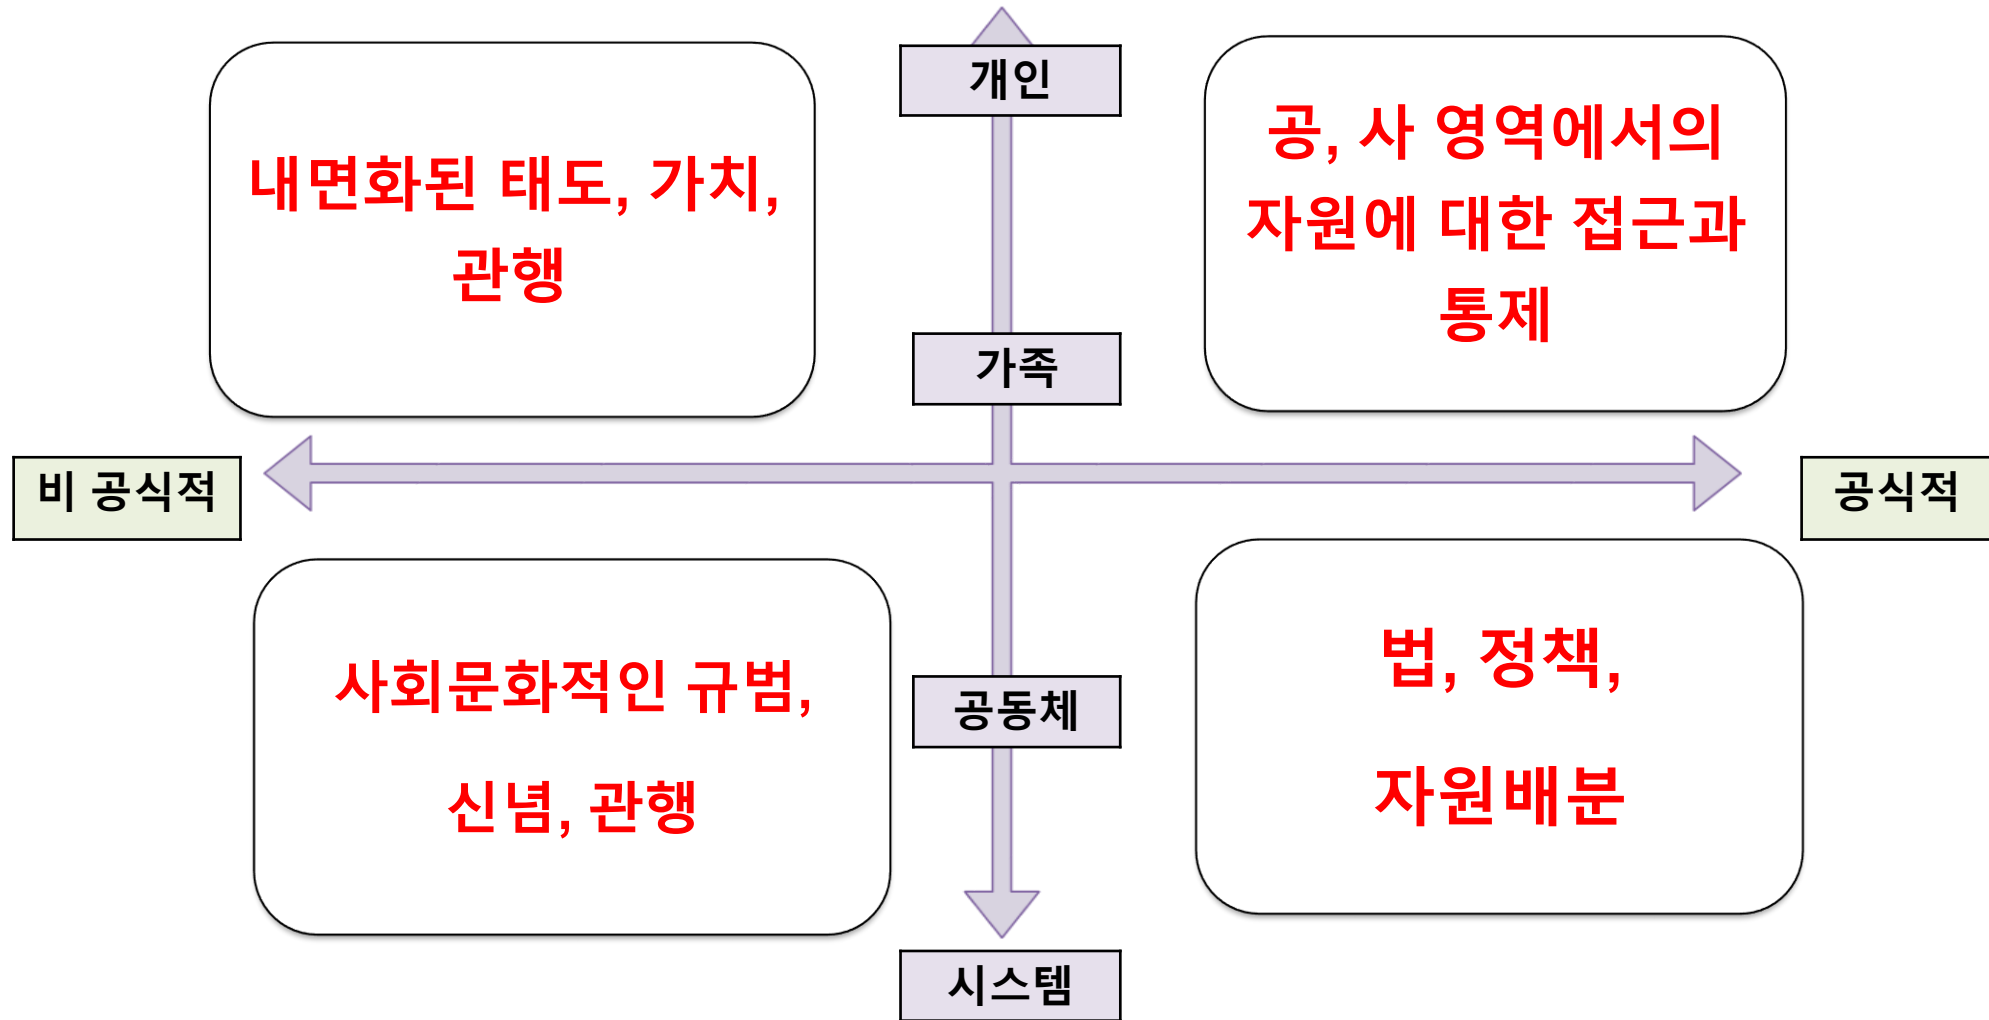 개인
내면화된 태도, 가치,
관행
공, 사 영역에서의
자원에 대한 접근과
통제
가족
비 공식적
공식적
사회문화적인 규범,
신념, 관행
공동체
법, 정책,
자원배분
시스템